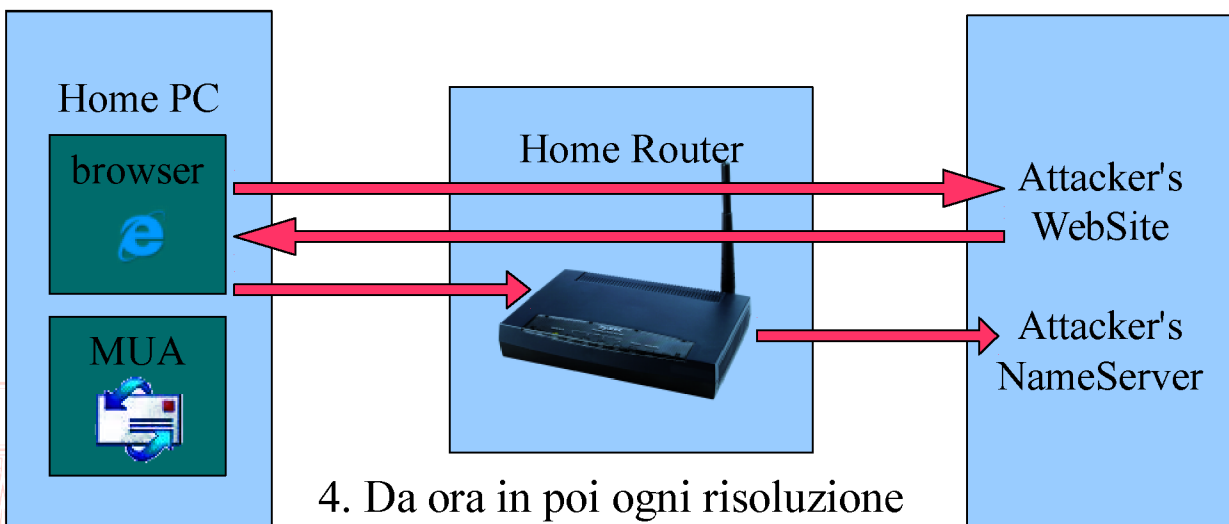 Home PC
browser
MUA
Home Router
Attacker's
WebSite
Attacker's
NameServer
4. Da ora in poi ogni risoluzione